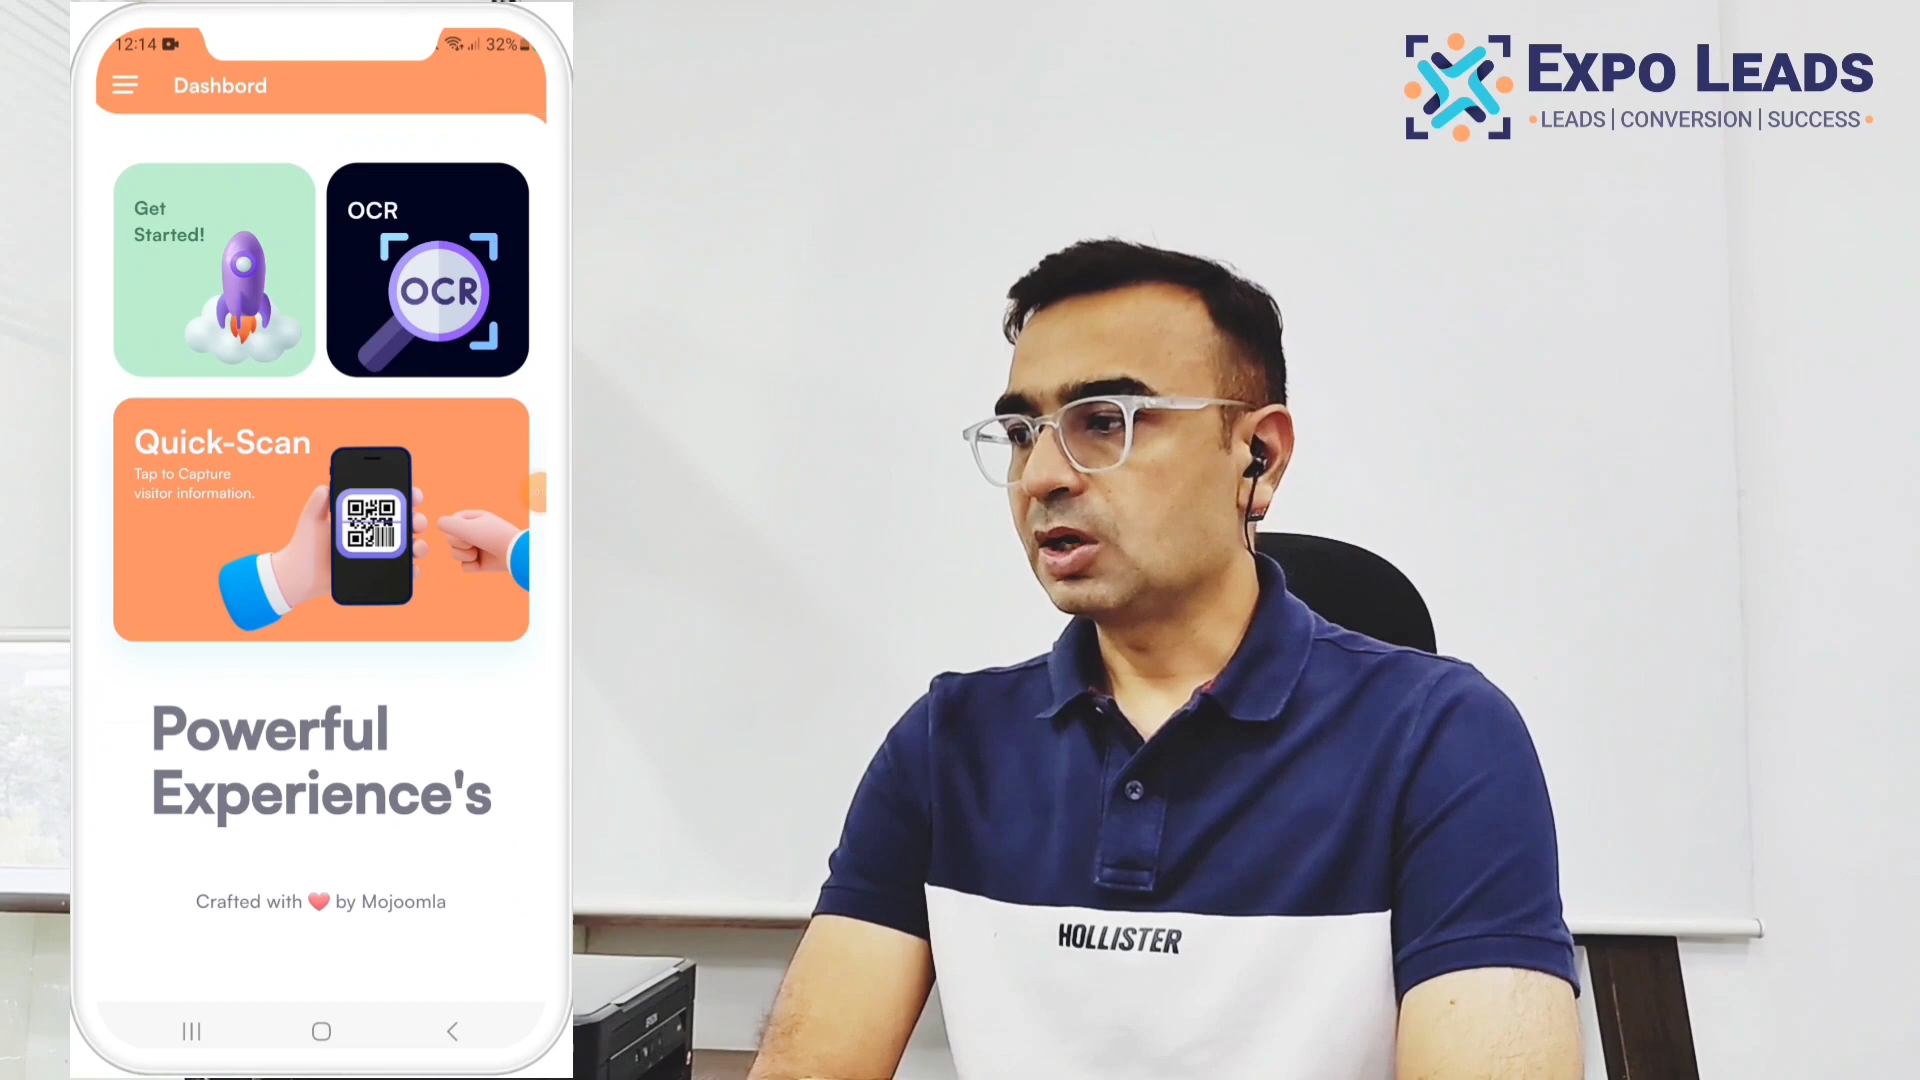 12:14
32%
Dashbord
Get
Started!
OCR
OCR
Quick-Scan
Tap to Capture
visitor information.
Powerful
Experience's
Crafted with ❤️ by Mojoomla
EXPO LEADS
LEADS | CONVERSION | SUCCESS
HOLLISTER
EPSON